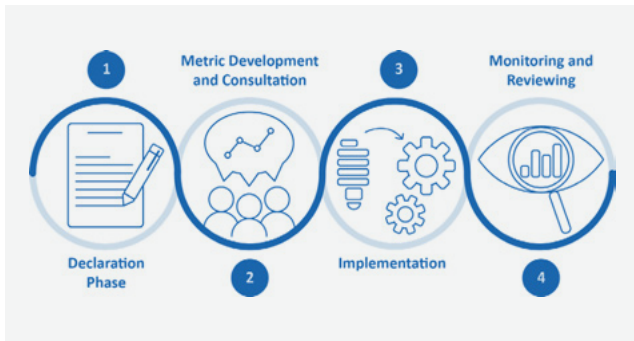 1
Declaration
Phase
Metric Development
and Consultation
2
3
Implementation
Monitoring and
Reviewing
4